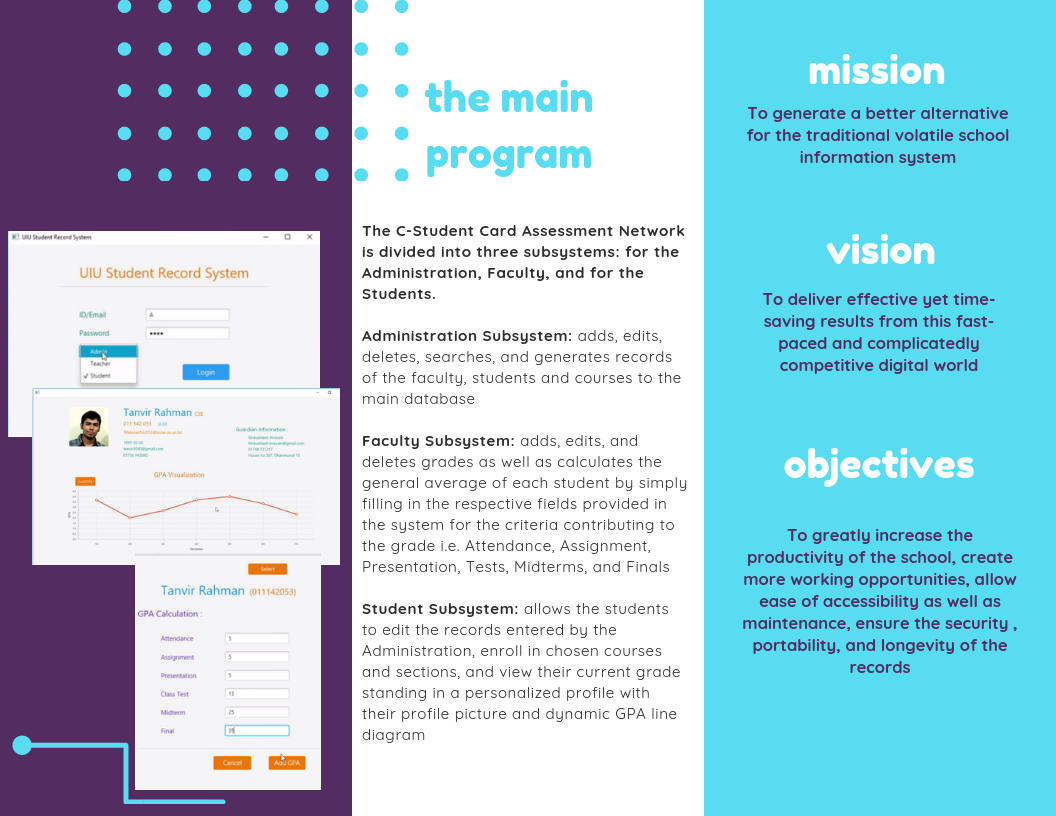 the main
program
The C-Student Card Assessment Network
is divided into three subsystems: for the
Administration, Faculty, and for the
Students.
Administration Subsystem: adds, edits,
deletes, searches, and generates records
of the faculty, students and courses to the
main database
Faculty Subsystem: adds, edits, and
deletes grades as well as calculates the
general average of each student by simply
filling in the respective fields provided in
the system for the criteria contributing to
the grade i.e. Attendance, Assignment,
Presentation, Tests, Midterms, and Finals
Student Subsystem: allows the students
to edit the records entered by the
Administration, enroll in chosen courses
and sections, and view their current grade
standing in a personalized profile with
their profile picture and dynamic GPA line
diagram
mission
To generate a better alternative
for the traditional volatile school
information system
vision
To deliver effective yet time-
saving results from this fast-
paced and complicatedly
competitive digital world
objectives
To greatly increase the
productivity of the school, create
more working opportunities, allow
ease of accessibility as well as
maintenance, ensure the security ,
portability, and longevity of the
records
UIU Student Record System
UIU Student Record System
ID/Email A
Password
Admin
Teacher
Student
Login
Tanvir Rahman CSE
011 142 053
Guardian Information :
GPA Visualization
Select
Tanvir Rahman (011142053)
GPA Calculation :
Attendance 5
Assignment 5
Presentation 5
Class Test 13
Midterm 25
Final 35
Cancel Add GPA